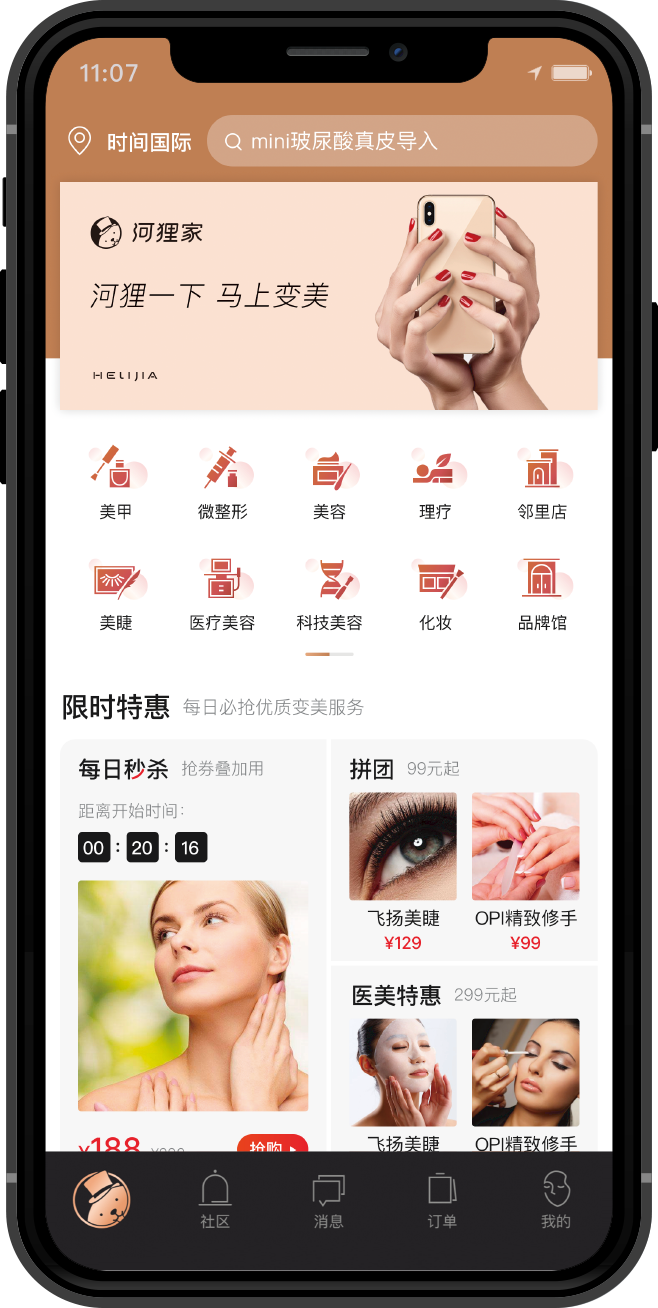 11:07
时间国际
mini玻尿酸真皮导入
河狸家
河狸一下 马上变美
HELIJIA
美甲 微整形 美容 理疗 邻里店
美睫 医疗美容 科技美容 化妆 品牌馆
限时特惠 每日必抢优质变美服务
每日秒杀 抢券叠加用
距离开始时间：
00 : 20 : 16
¥188
抢购
拼团 99元起
飞扬美睫 OPI精致修手
¥129 ¥99
医美特惠 299元起
飞扬美睫 OPI精致修手
社区 消息 订单 我的